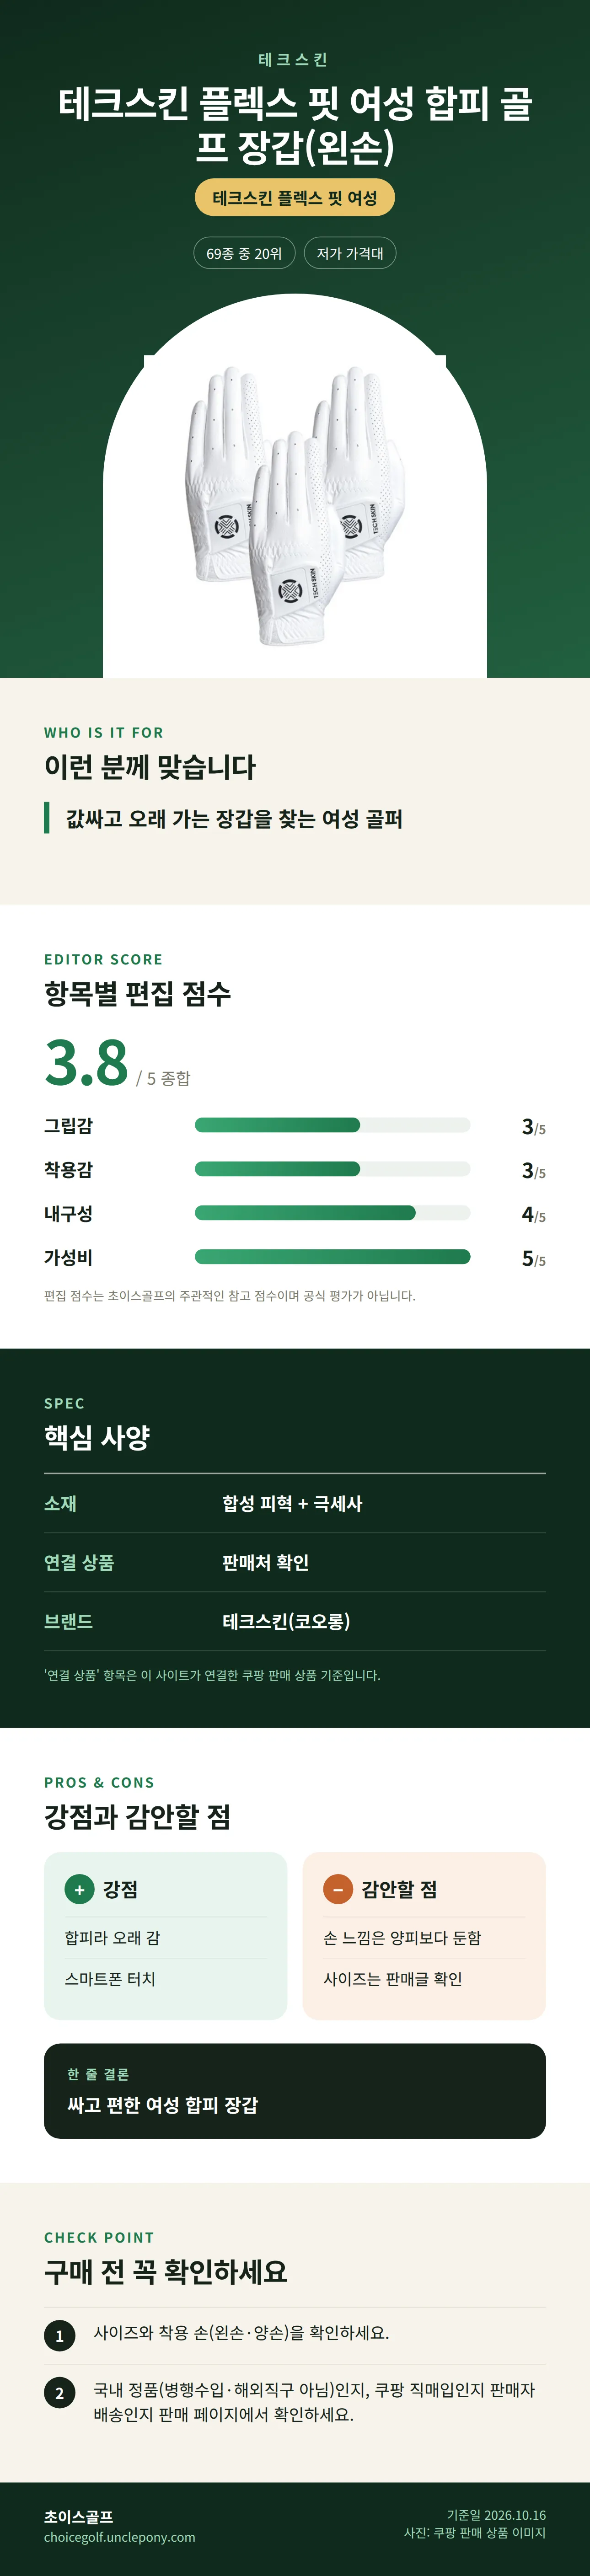 테크스킨
테크스킨 플렉스 핏 여성 합피 골
프 장갑(왼손)
테크스킨 플렉스 핏 여성
69종 중 20위
저가 가격대
TECH SKIN
TECH SKIN
TECH SKIN
WHO IS IT FOR
이런 분께 맞습니다
값싸고 오래 가는 장갑을 찾는 여성 골퍼
EDITOR SCORE
항목별 편집 점수
3.8 / 5 종합
그립감 3/5
착용감 3/5
내구성 4/5
가성비 5/5
편집 점수는 초이스골프의 주관적인 참고 점수이며 공식 평가가 아닙니다.
SPEC
핵심 사양
소재 합성 피혁 + 극세사
연결 상품 판매처 확인
브랜드 테크스킨(코오롱)
'연결 상품' 항목은 이 사이트가 연결한 쿠팡 판매 상품 기준입니다.
PROS & CONS
강점과 감안할 점
+ 강점
합피라 오래 감
스마트폰 터치
− 감안할 점
손 느낌은 양피보다 둔함
사이즈는 판매글 확인
한 줄 결론
싸고 편한 여성 합피 장갑
CHECK POINT
구매 전 꼭 확인하세요
1 사이즈와 착용 손(왼손·양손)을 확인하세요.
2 국내 정품(병행수입·해외직구 아님)인지, 쿠팡 직매입인지 판매자
배송인지 판매 페이지에서 확인하세요.
초이스골프
choicegolf.unclepony.com
기준일 2026.10.16
사진: 쿠팡 판매 상품 이미지